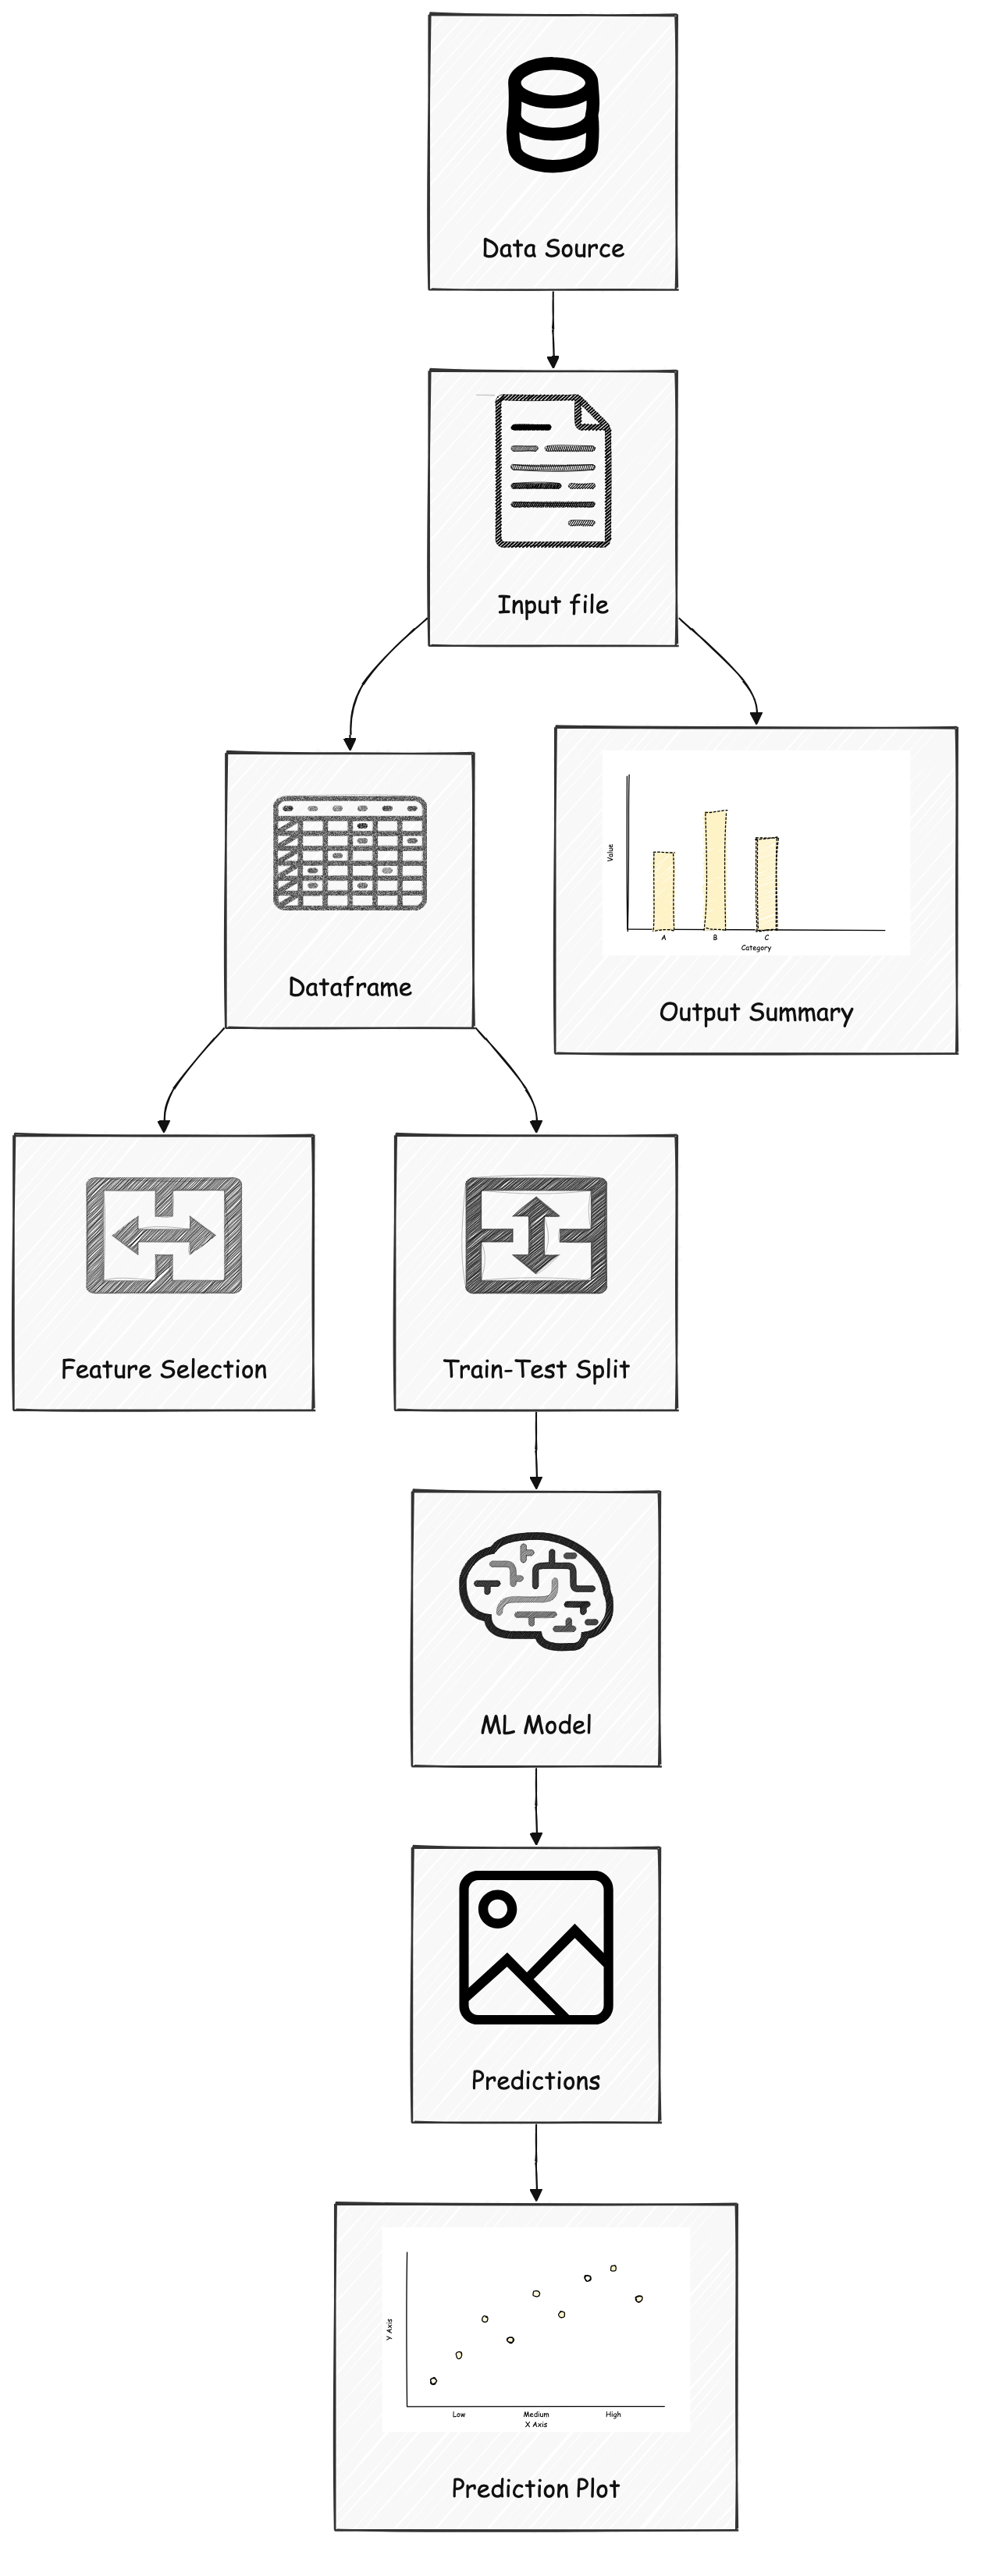 Data Source
Input file
Dataframe
Value
A B C
Category
Output Summary
Feature Selection
Train-Test Split
ML Model
Predictions
Y Axis
Low Medium High
X Axis
Prediction Plot